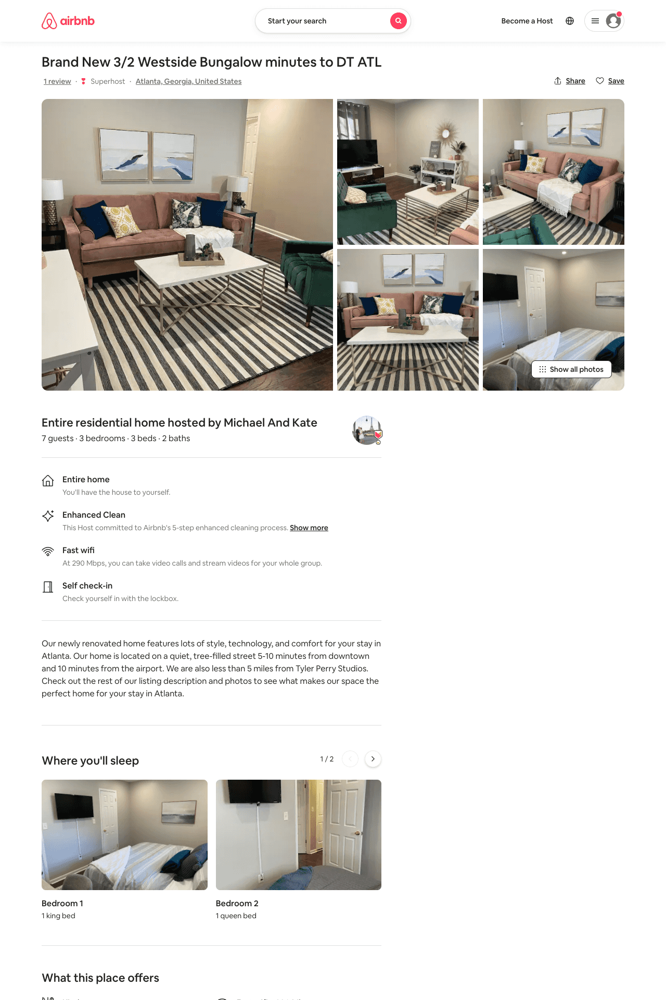 airbnb
Start your search
Become a Host
Brand New 3/2 Westside Bungalow minutes to DT ATL
1 review · Superhost · Atlanta, Georgia, United States
Share
Save
Show all photos
Entire residential home hosted by Michael And Kate
7 guests · 3 bedrooms · 3 beds · 2 baths
Entire home
You'll have the house to yourself.
Enhanced Clean
This Host committed to Airbnb's 5-step enhanced cleaning process. Show more
Fast wifi
At 290 Mbps, you can take video calls and stream videos for your whole group.
Self check-in
Check yourself in with the lockbox.
Our newly renovated home features lots of style, technology, and comfort for your stay in
Atlanta. Our home is located on a quiet, tree-filled street 5-10 minutes from downtown
and 10 minutes from the airport. We are also less than 5 miles from Tyler Perry Studios.
Check out the rest of our listing description and photos to see what makes our space the
perfect home for your stay in Atlanta.
Where you'll sleep
1 / 2
Bedroom 1
1 king bed
Bedroom 2
1 queen bed
What this place offers